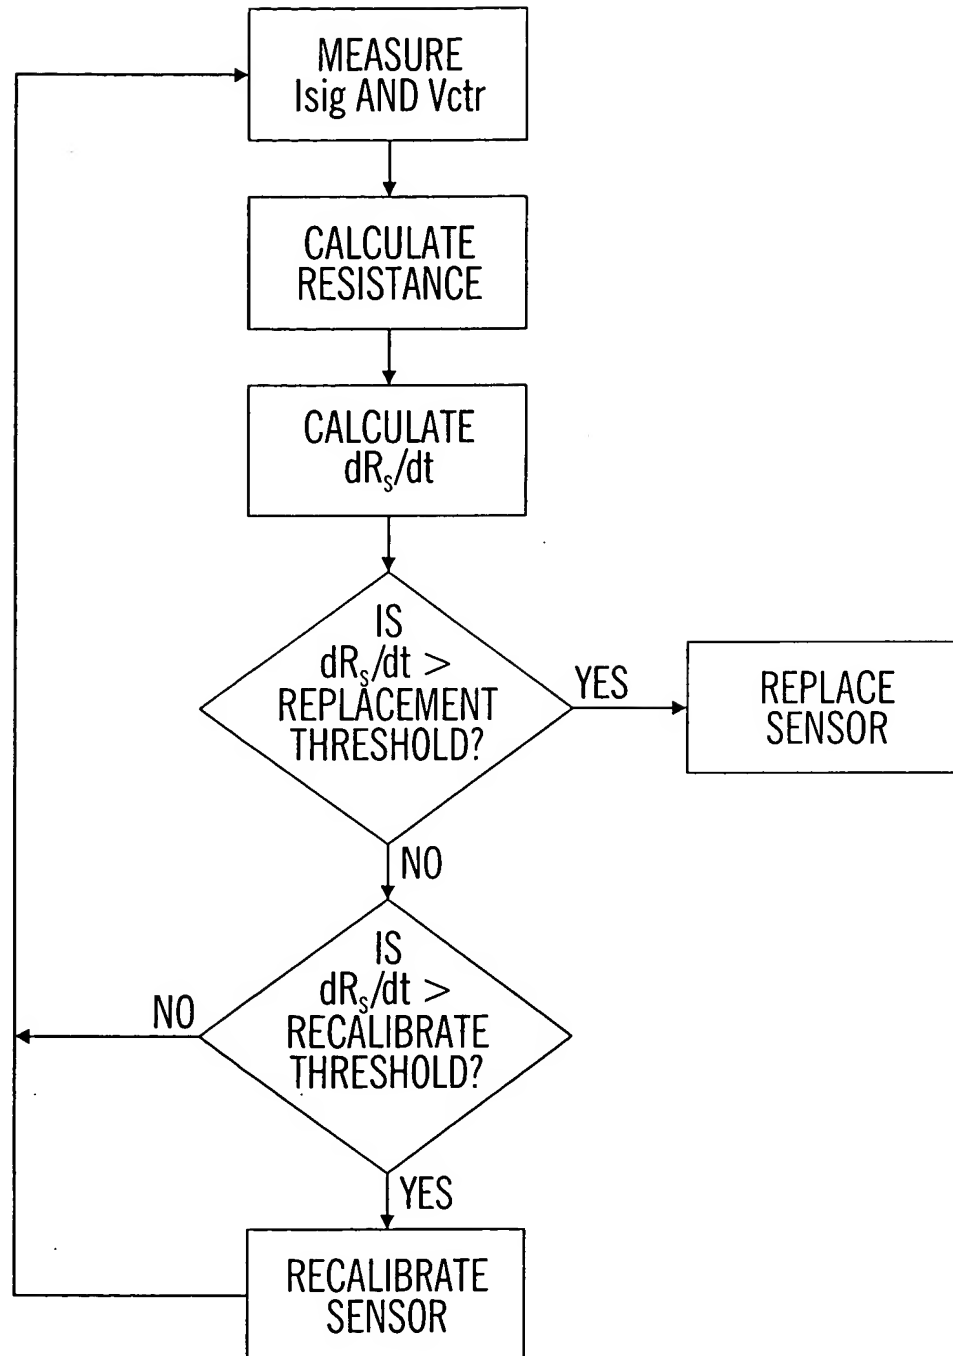 MEASURE
Isig AND Vctr
CALCULATE
RESISTANCE
CALCULATE
dRs/dt
IS
dRs/dt >
REPLACEMENT
THRESHOLD?
YES
REPLACE
SENSOR
NO
IS
dRs/dt >
RECALIBRATE
THRESHOLD?
NO
YES
RECALIBRATE
SENSOR